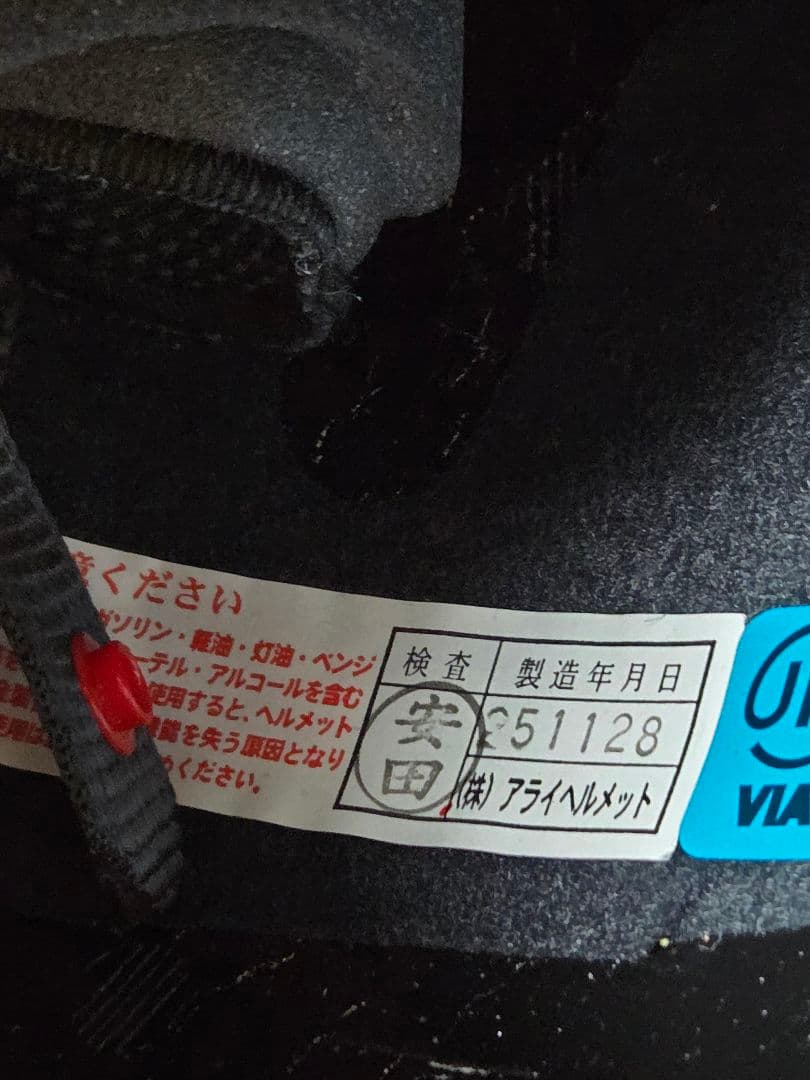 意ください
ガソリン・軽油・灯油・ベンジ
ーテル・アルコールを含む
使用すると、ヘルメット
機能を失う原因となり
ください。
検査
製造年月日
安田
251128
(株)アライヘルメット
VIA